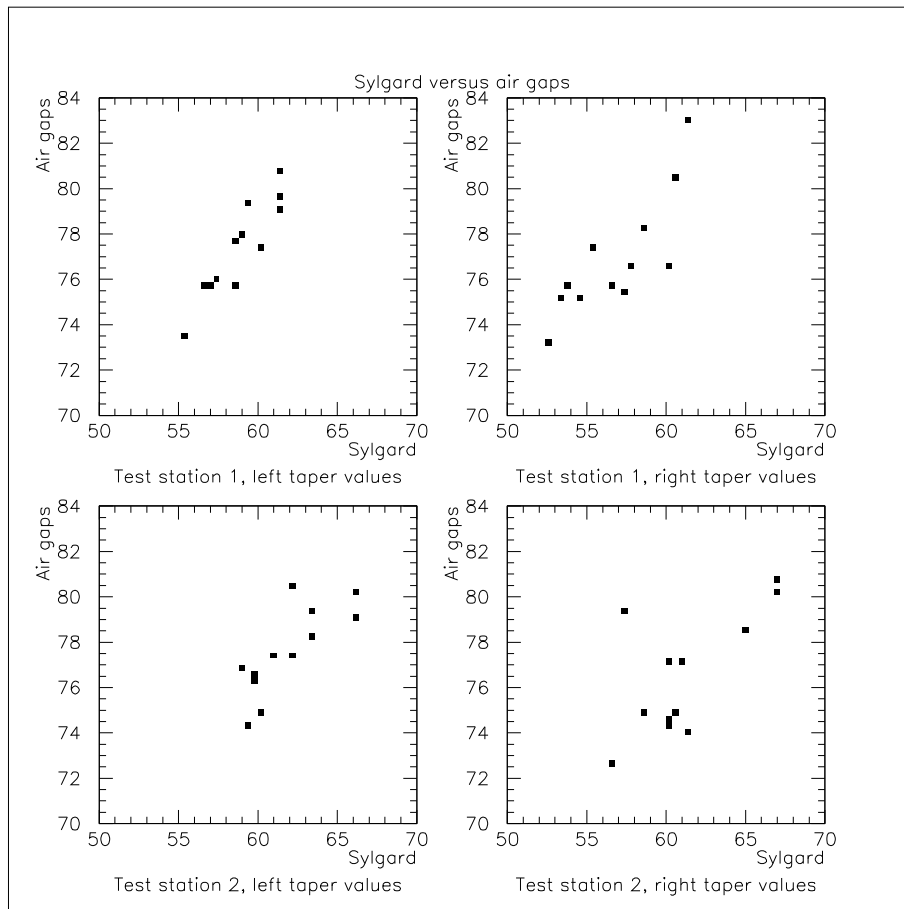 Sylgard versus air gaps
Air gaps
84
82
80
78
76
74
72
70
50 55 60 65 70
Sylgard
Test station 1, left taper values
Air gaps
84
82
80
78
76
74
72
70
50 55 60 65 70
Sylgard
Test station 1, right taper values
Air gaps
84
82
80
78
76
74
72
70
50 55 60 65 70
Sylgard
Test station 2, left taper values
Air gaps
84
82
80
78
76
74
72
70
50 55 60 65 70
Sylgard
Test station 2, right taper values